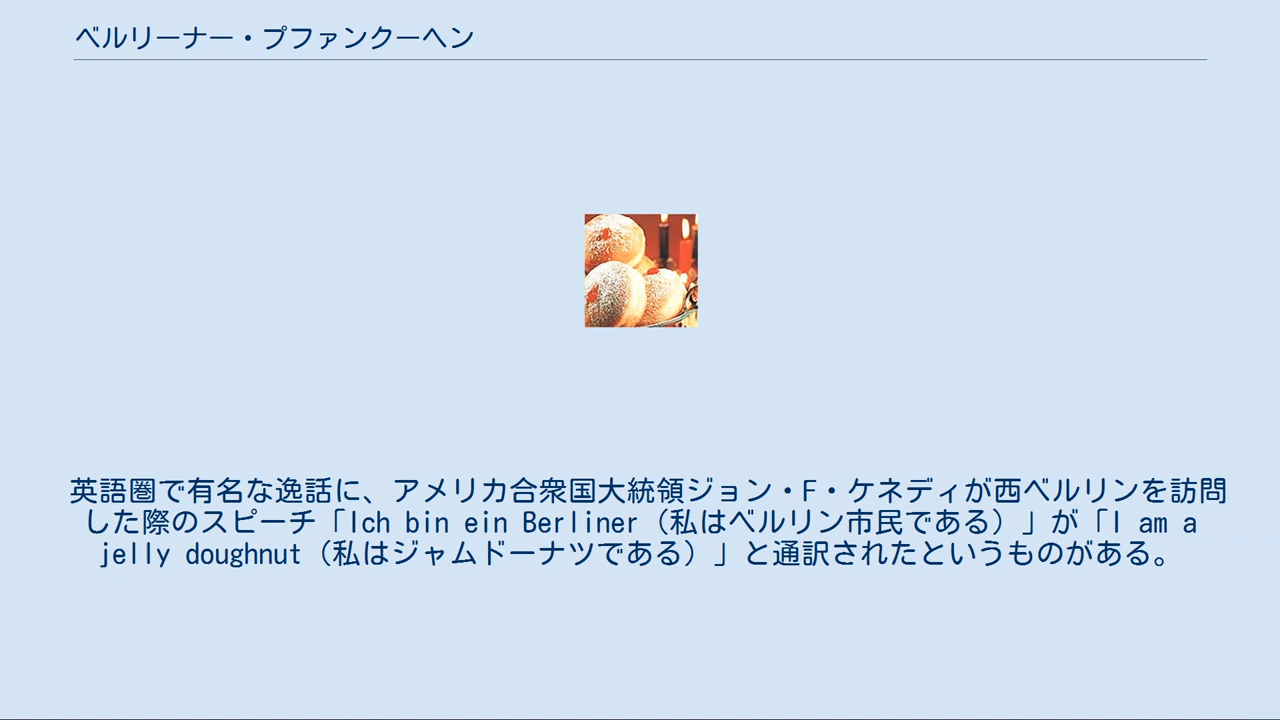 ベルリーナー・プファンクーヘン
英語圏で有名な逸話に、アメリカ合衆国大統領ジョン・F・ケネディが西ベルリンを訪問
した際のスピーチ「Ich bin ein Berliner（私はベルリン市民である）」が「I am a
jelly doughnut（私はジャムドーナツである）」と通訳されたというものがある。